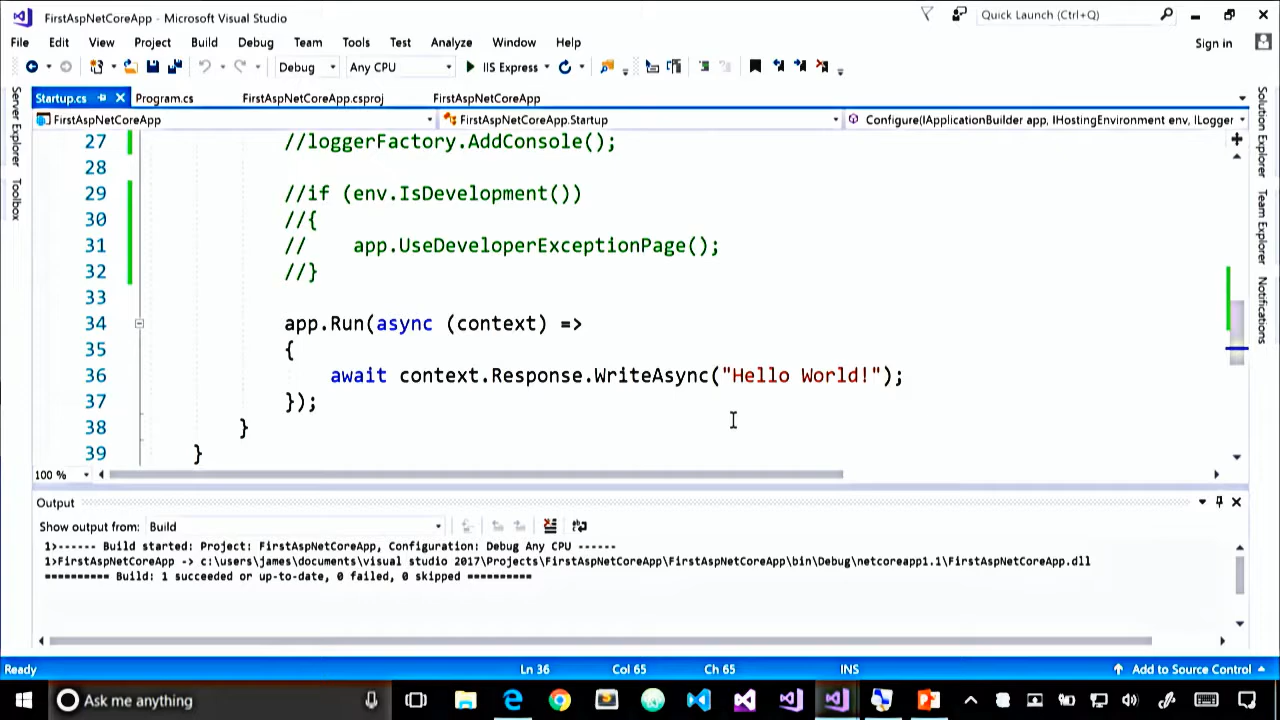 FirstAspNetCoreApp - Microsoft Visual Studio
Quick Launch (Ctrl+Q)
File Edit View Project Build Debug Team Tools Test Analyze Window Help
Sign in
Debug Any CPU IIS Express
Startup.cs Program.cs FirstAspNetCoreApp.csproj FirstAspNetCoreApp
FirstAspNetCoreApp FirstAspNetCoreApp.Startup Configure(IApplicationBuilder app, IHostingEnvironment env, ILogger
Server Explorer
Toolbox
Solution Explorer
Team Explorer
Notifications
27 //loggerFactory.AddConsole();
28
29 //if (env.IsDevelopment())
30 //{
31 //    app.UseDeveloperExceptionPage();
32 //}
33
34 app.Run(async (context) =>
35 {
36     await context.Response.WriteAsync("Hello World!");
37 });
38 }
39 }
100 %
Output
Show output from: Build
1>------ Build started: Project: FirstAspNetCoreApp, Configuration: Debug Any CPU ------
1>FirstAspNetCoreApp -> c:\users\james\documents\visual studio 2017\Projects\FirstAspNetCoreApp\FirstAspNetCoreApp\bin\Debug\netcoreapp1.1\FirstAspNetCoreApp.dll
========== Build: 1 succeeded or up-to-date, 0 failed, 0 skipped ==========
Ready Ln 36 Col 65 Ch 65 INS Add to Source Control
Ask me anything